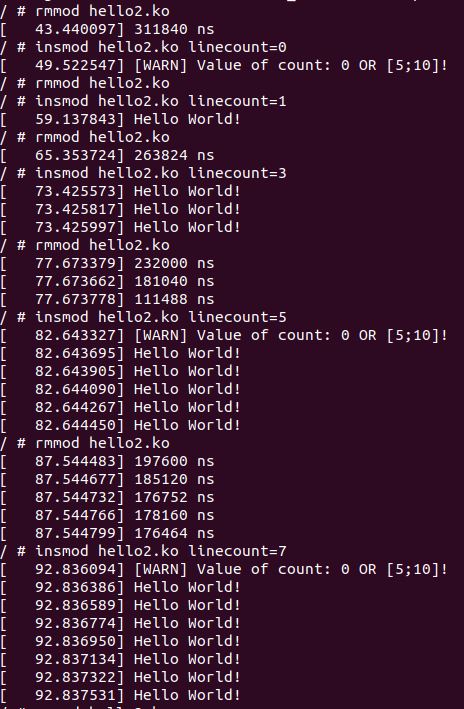 / # rmmod hello2.ko
[   43.440097] 311840 ns
/ # insmod hello2.ko linecount=0
[   49.522547] [WARN] Value of count: 0 OR [5;10]!
/ # rmmod hello2.ko
/ # insmod hello2.ko linecount=1
[   59.137843] Hello World!
/ # rmmod hello2.ko
[   65.353724] 263824 ns
/ # insmod hello2.ko linecount=3
[   73.425573] Hello World!
[   73.425817] Hello World!
[   73.425997] Hello World!
/ # rmmod hello2.ko
[   77.673379] 232000 ns
[   77.673662] 181040 ns
[   77.673778] 111488 ns
/ # insmod hello2.ko linecount=5
[   82.643327] [WARN] Value of count: 0 OR [5;10]!
[   82.643695] Hello World!
[   82.643905] Hello World!
[   82.644090] Hello World!
[   82.644267] Hello World!
[   82.644450] Hello World!
/ # rmmod hello2.ko
[   87.544483] 197600 ns
[   87.544677] 185120 ns
[   87.544732] 176752 ns
[   87.544766] 178160 ns
[   87.544799] 176464 ns
/ # insmod hello2.ko linecount=7
[   92.836094] [WARN] Value of count: 0 OR [5;10]!
[   92.836386] Hello World!
[   92.836589] Hello World!
[   92.836774] Hello World!
[   92.836950] Hello World!
[   92.837134] Hello World!
[   92.837322] Hello World!
[   92.837531] Hello World!